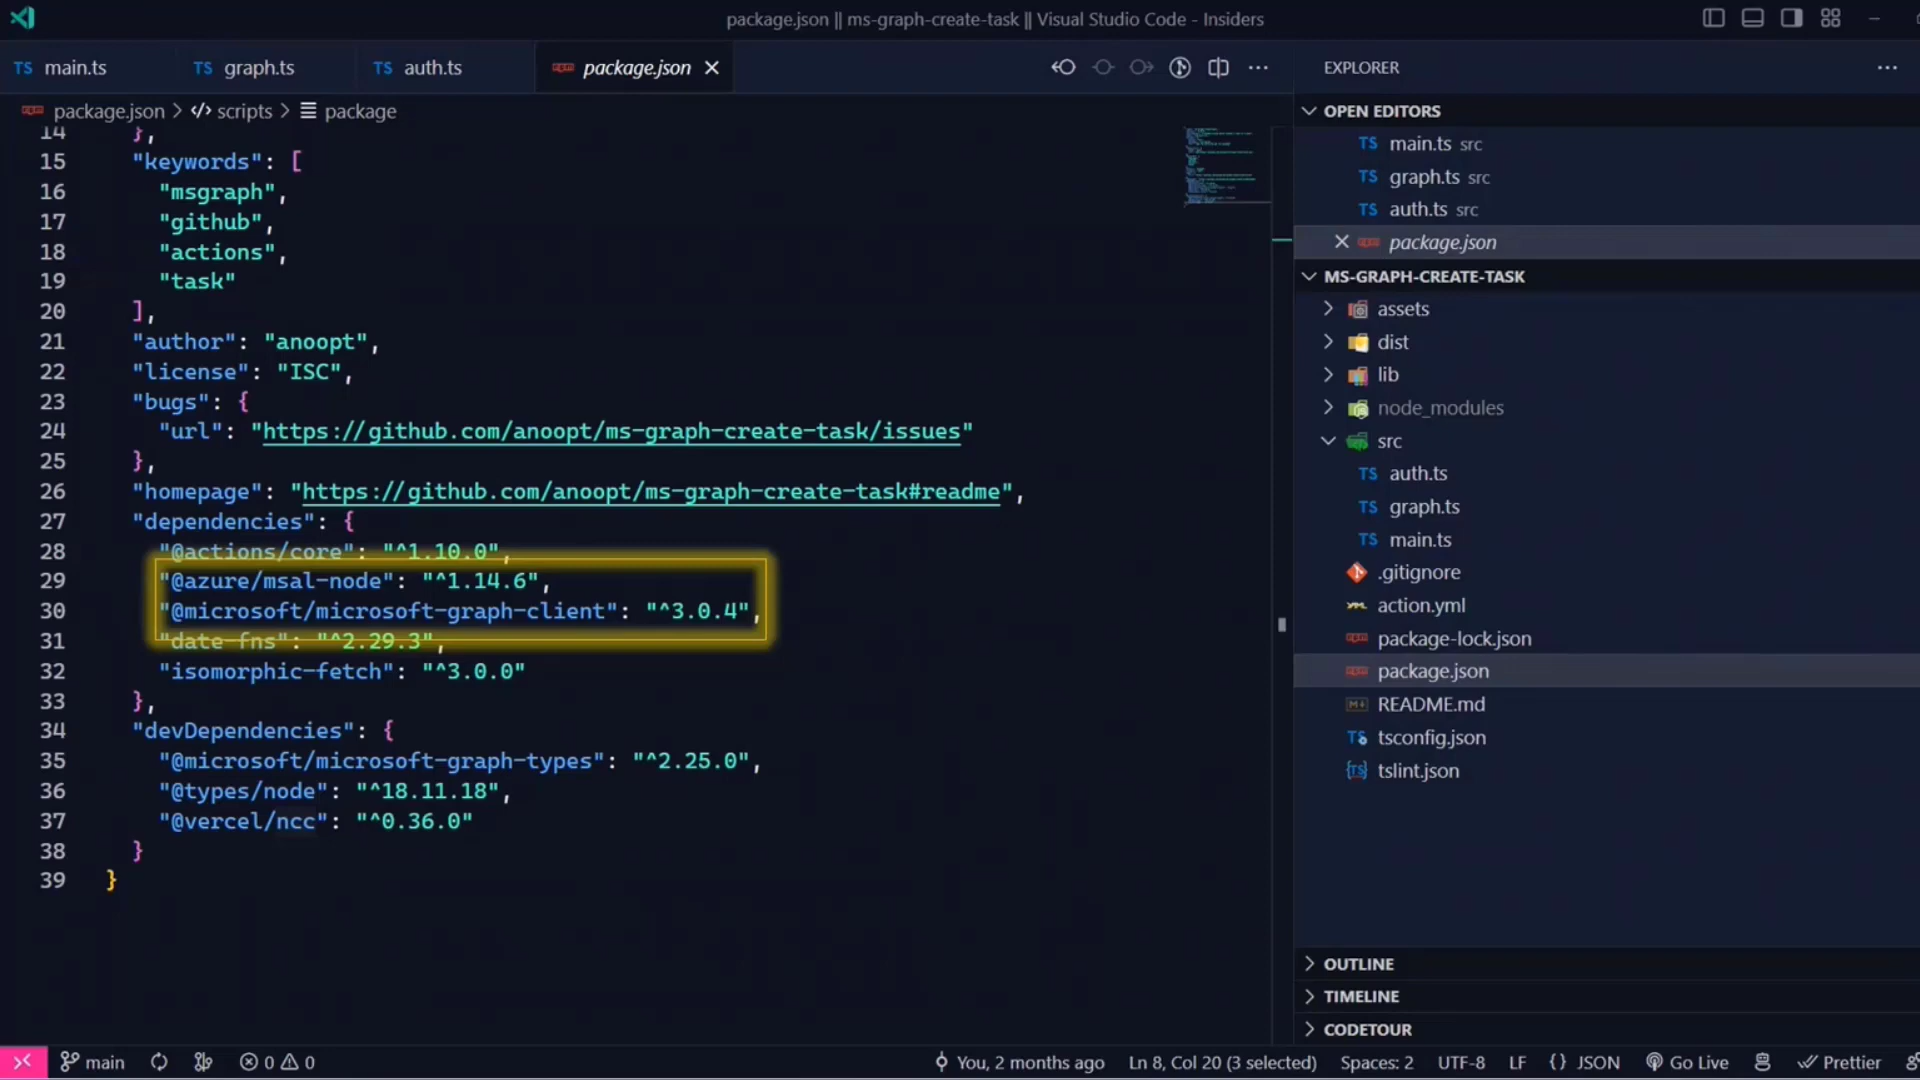 package.json || ms-graph-create-task || Visual Studio Code - Insiders
TS main.ts
TS graph.ts
TS auth.ts
package.json
EXPLORER
package.json > scripts > package
14 },
15 "keywords": [
16 "msgraph",
17 "github",
18 "actions",
19 "task"
20 ],
21 "author": "anoopt",
22 "license": "ISC",
23 "bugs": {
24 "url": "https://github.com/anoopt/ms-graph-create-task/issues"
25 },
26 "homepage": "https://github.com/anoopt/ms-graph-create-task#readme",
27 "dependencies": {
28 "@actions/core": "^1.10.0",
29 "@azure/msal-node": "^1.14.6",
30 "@microsoft/microsoft-graph-client": "^3.0.4",
31 "date-fns": "^2.29.3",
32 "isomorphic-fetch": "^3.0.0"
33 },
34 "devDependencies": {
35 "@microsoft/microsoft-graph-types": "^2.25.0",
36 "@types/node": "^18.11.18",
37 "@vercel/ncc": "^0.36.0"
38 }
39 }
OPEN EDITORS
TS main.ts src
TS graph.ts src
TS auth.ts src
package.json
MS-GRAPH-CREATE-TASK
assets
dist
lib
node_modules
src
TS auth.ts
TS graph.ts
TS main.ts
.gitignore
action.yml
package-lock.json
package.json
README.md
tsconfig.json
tslint.json
OUTLINE
TIMELINE
CODETOUR
main
0 0
You, 2 months ago
Ln 8, Col 20 (3 selected)
Spaces: 2
UTF-8
LF
{} JSON
Go Live
Prettier